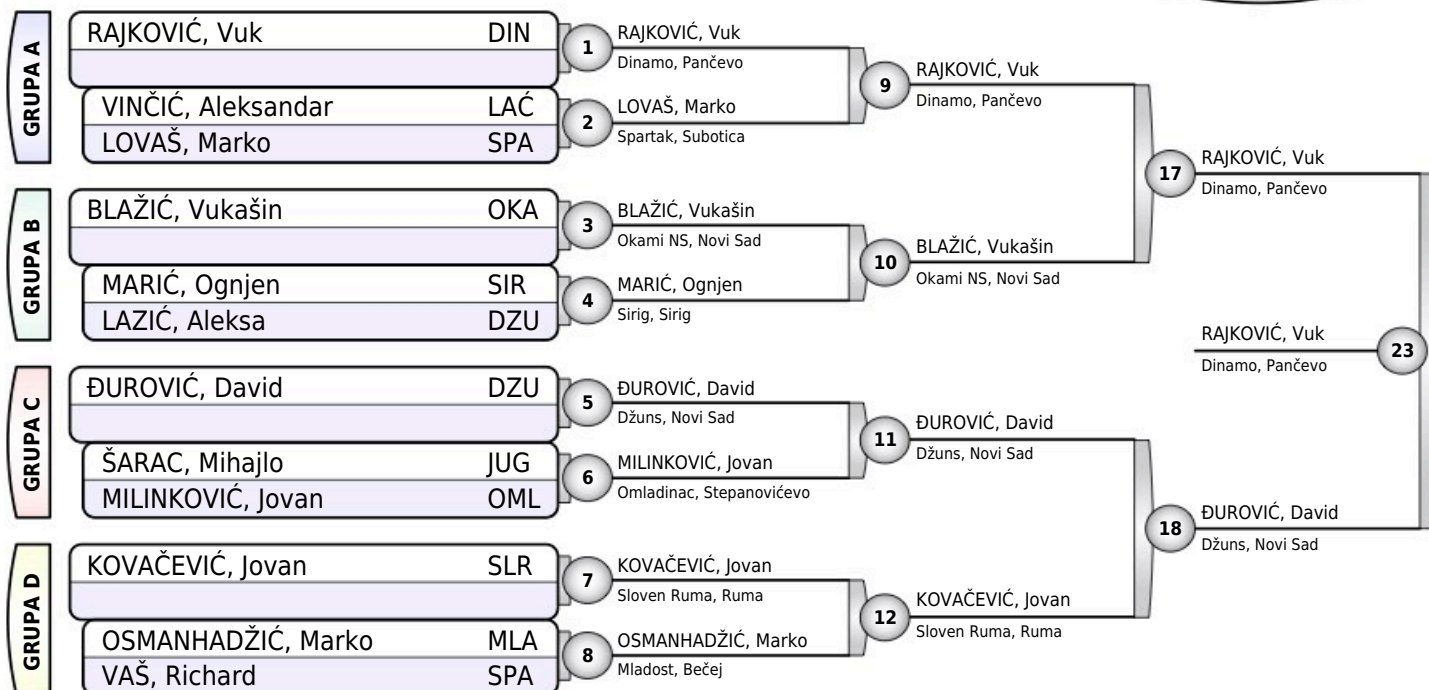 GRUPA A
RAJKOVIĆ, Vuk DIN
VINČIĆ, Aleksandar LAĆ
LOVAŠ, Marko SPA
GRUPA B
BLAŽIĆ, Vukašin OKA
MARIĆ, Ognjen SIR
LAZIĆ, Aleksa DZU
GRUPA C
ĐUROVIĆ, David DZU
ŠARAC, Mihajlo JUG
MILINKOVIĆ, Jovan OML
GRUPA D
KOVAČEVIĆ, Jovan SLR
OSMANHADŽIĆ, Marko MLA
VAŠ, Richard SPA
1
RAJKOVIĆ, Vuk
Dinamo, Pančevo
2
LOVAŠ, Marko
Spartak, Subotica
3
BLAŽIĆ, Vukašin
Okami NS, Novi Sad
4
MARIĆ, Ognjen
Sirig, Sirig
5
ĐUROVIĆ, David
Džuns, Novi Sad
6
MILINKOVIĆ, Jovan
Omladinac, Stepanovićevo
7
KOVAČEVIĆ, Jovan
Sloven Ruma, Ruma
8
OSMANHADŽIĆ, Marko
Mladost, Bečej
9
RAJKOVIĆ, Vuk
Dinamo, Pančevo
10
BLAŽIĆ, Vukašin
Okami NS, Novi Sad
11
ĐUROVIĆ, David
Džuns, Novi Sad
12
KOVAČEVIĆ, Jovan
Sloven Ruma, Ruma
17
RAJKOVIĆ, Vuk
Dinamo, Pančevo
18
ĐUROVIĆ, David
Džuns, Novi Sad
RAJKOVIĆ, Vuk
Dinamo, Pančevo
23